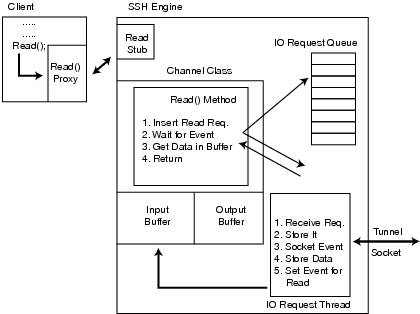 Client
SSH Engine
.....
.....
Read();
Read()
Proxy
Read
Stub
IO Request Queue
Channel Class
Read() Method
1. Insert Read Req.
2. Wait for Event
3. Get Data in Buffer
4. Return
Input
Buffer
Output
Buffer
1. Receive Req.
2. Store It
3. Socket Event
4. Store Data
5. Set Event for
Read
Tunnel
Socket
IO Request Thread